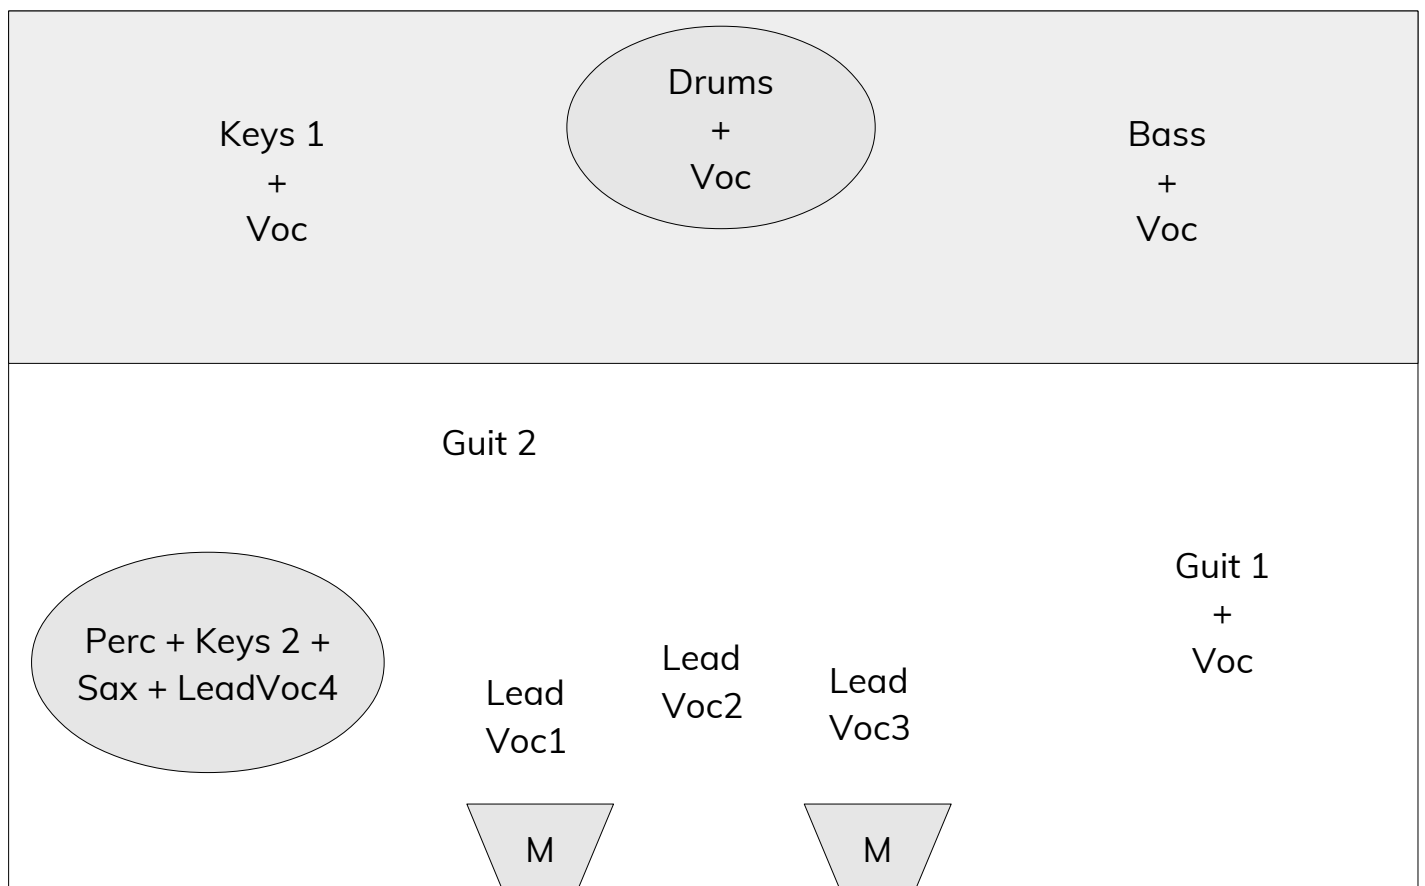 Keys 1
+
Voc
Drums
+
Voc
Bass
+
Voc
Guit 2
Perc + Keys 2 +
Sax + LeadVoc4
Lead
Voc1
Lead
Voc2
Lead
Voc3
Guit 1
+
Voc
M
M